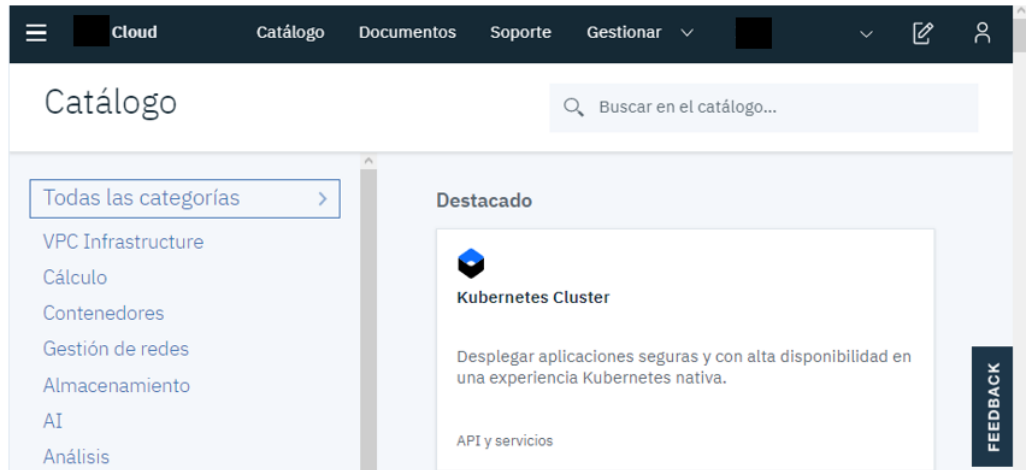 Cloud Catálogo Documentos Soporte Gestionar
Catálogo
Buscar en el catálogo...
Todas las categorías
VPC Infrastructure
Cálculo
Contenedores
Gestión de redes
Almacenamiento
AI
Análisis
Destacado
Kubernetes Cluster
Desplegar aplicaciones seguras y con alta disponibilidad en
una experiencia Kubernetes nativa.
API y servicios
FEEDBACK